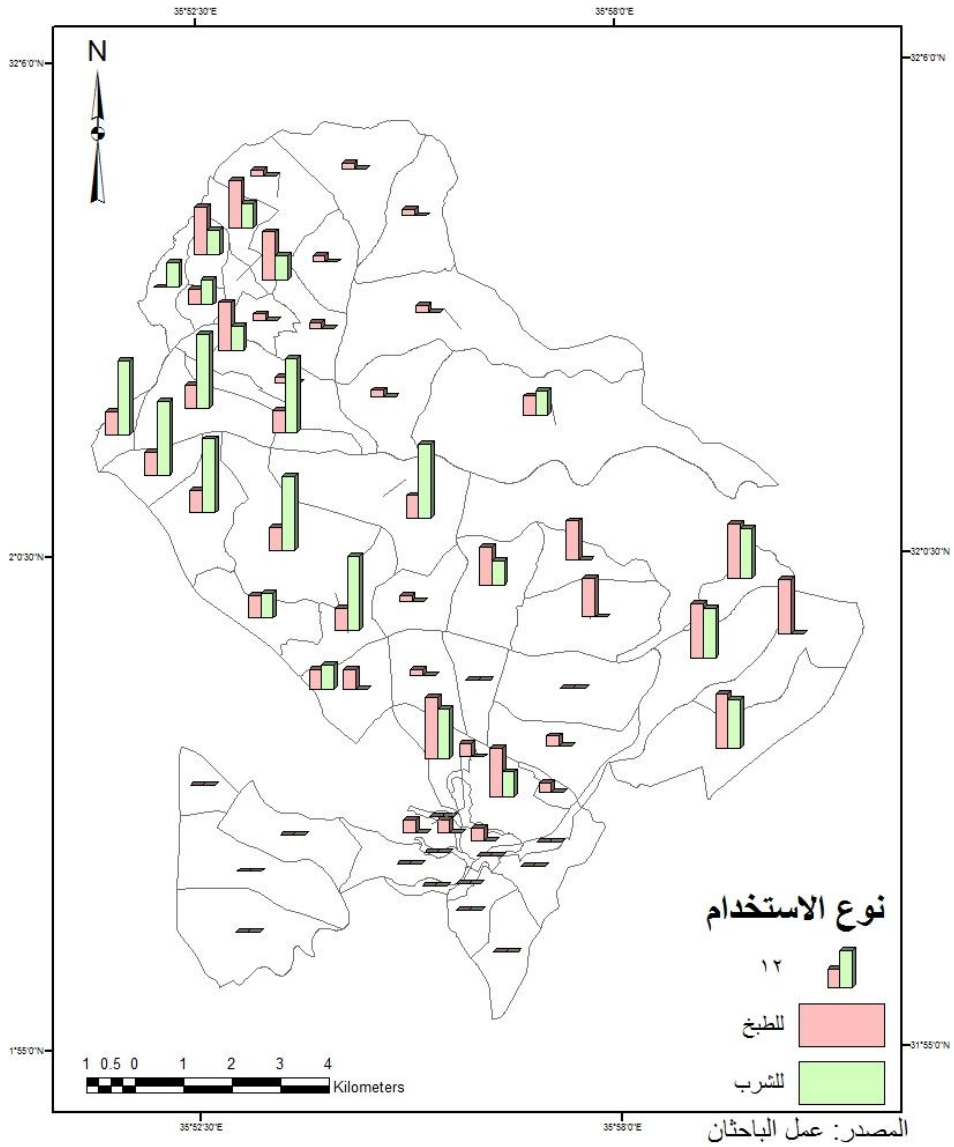 35°52'30"E 35°58'0"E
32°6'0"N 32°6'0"N
N
2°0'30"N 32°0'30"N
نوع الاستخدام
١٢
للطبخ
للشرب
1°55'0"N 31°55'0"N
1 0.5 0 1 2 3 4
Kilometers
35°52'30"E 35°58'0"E
المصدر: عمل الباحثان